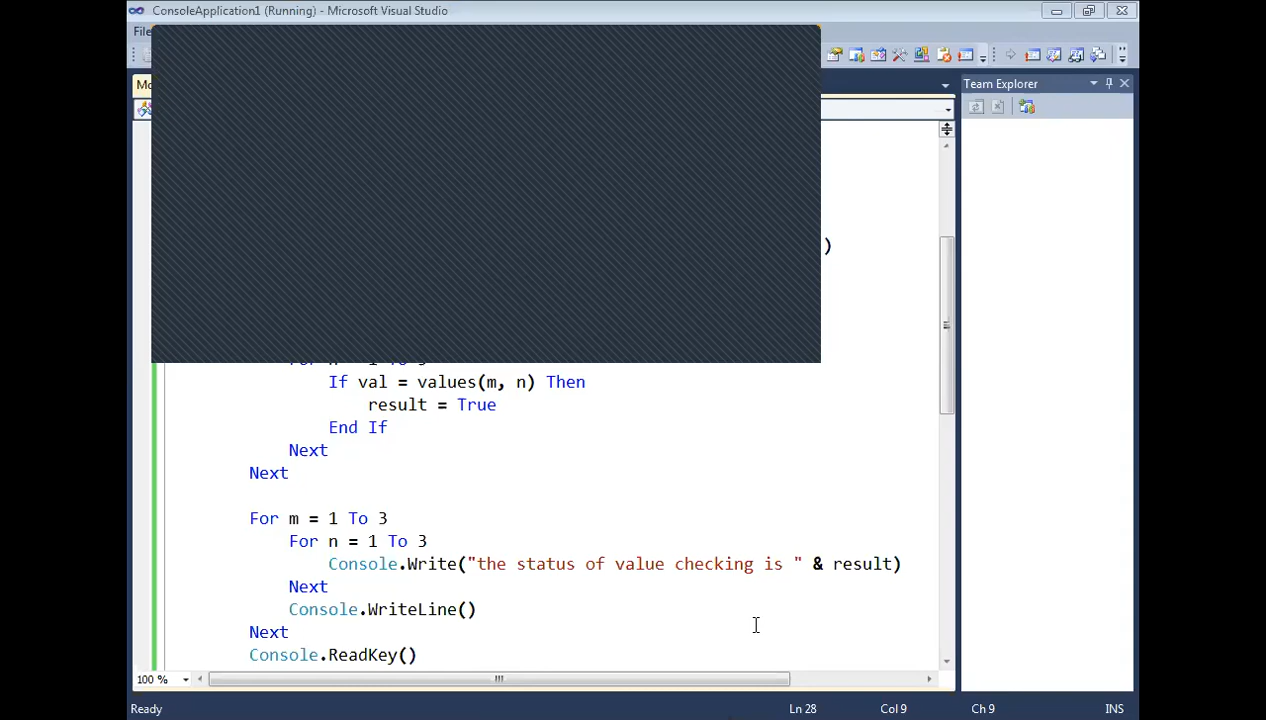 ConsoleApplication1 (Running) - Microsoft Visual Studio
File
Mo
Team Explorer
)
If val = values(m, n) Then
result = True
End If
Next
Next
For m = 1 To 3
For n = 1 To 3
Console.Write("the status of value checking is " & result)
Next
Console.WriteLine()
Next
Console.ReadKey()
100 %
Ready
Ln 28
Col 9
Ch 9
INS